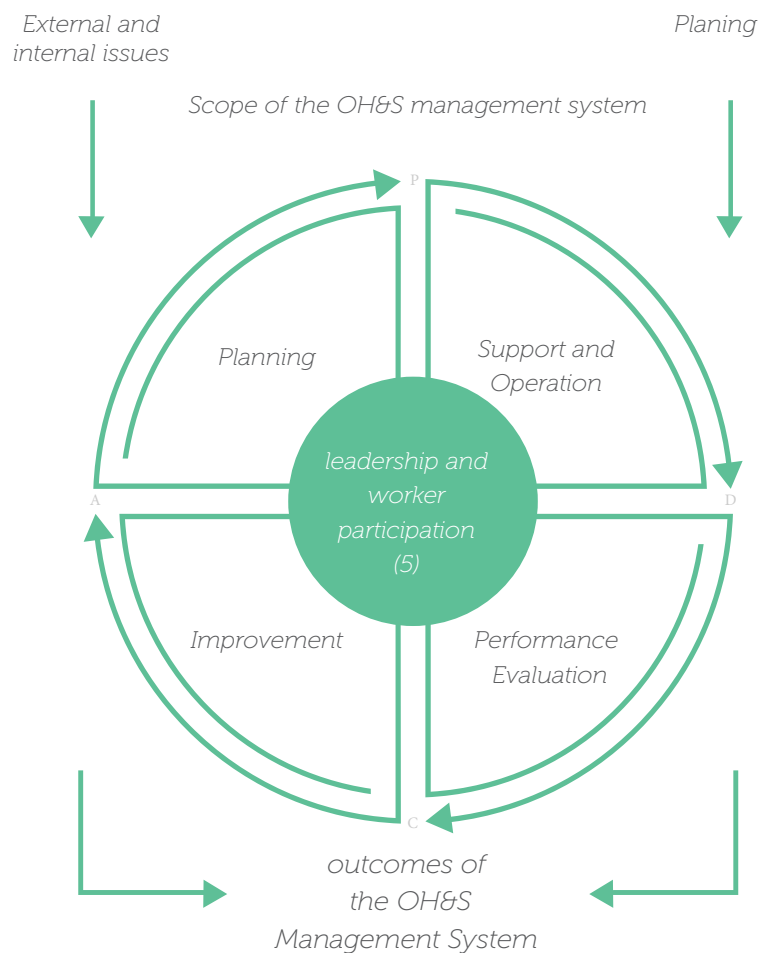 External and
internal issues
Planing
Scope of the OH&S management system
P
Planning
Support and
Operation
leadership and
worker
participation
(5)
A
D
Improvement
Performance
Evaluation
C
outcomes of
the OH&S
Management System